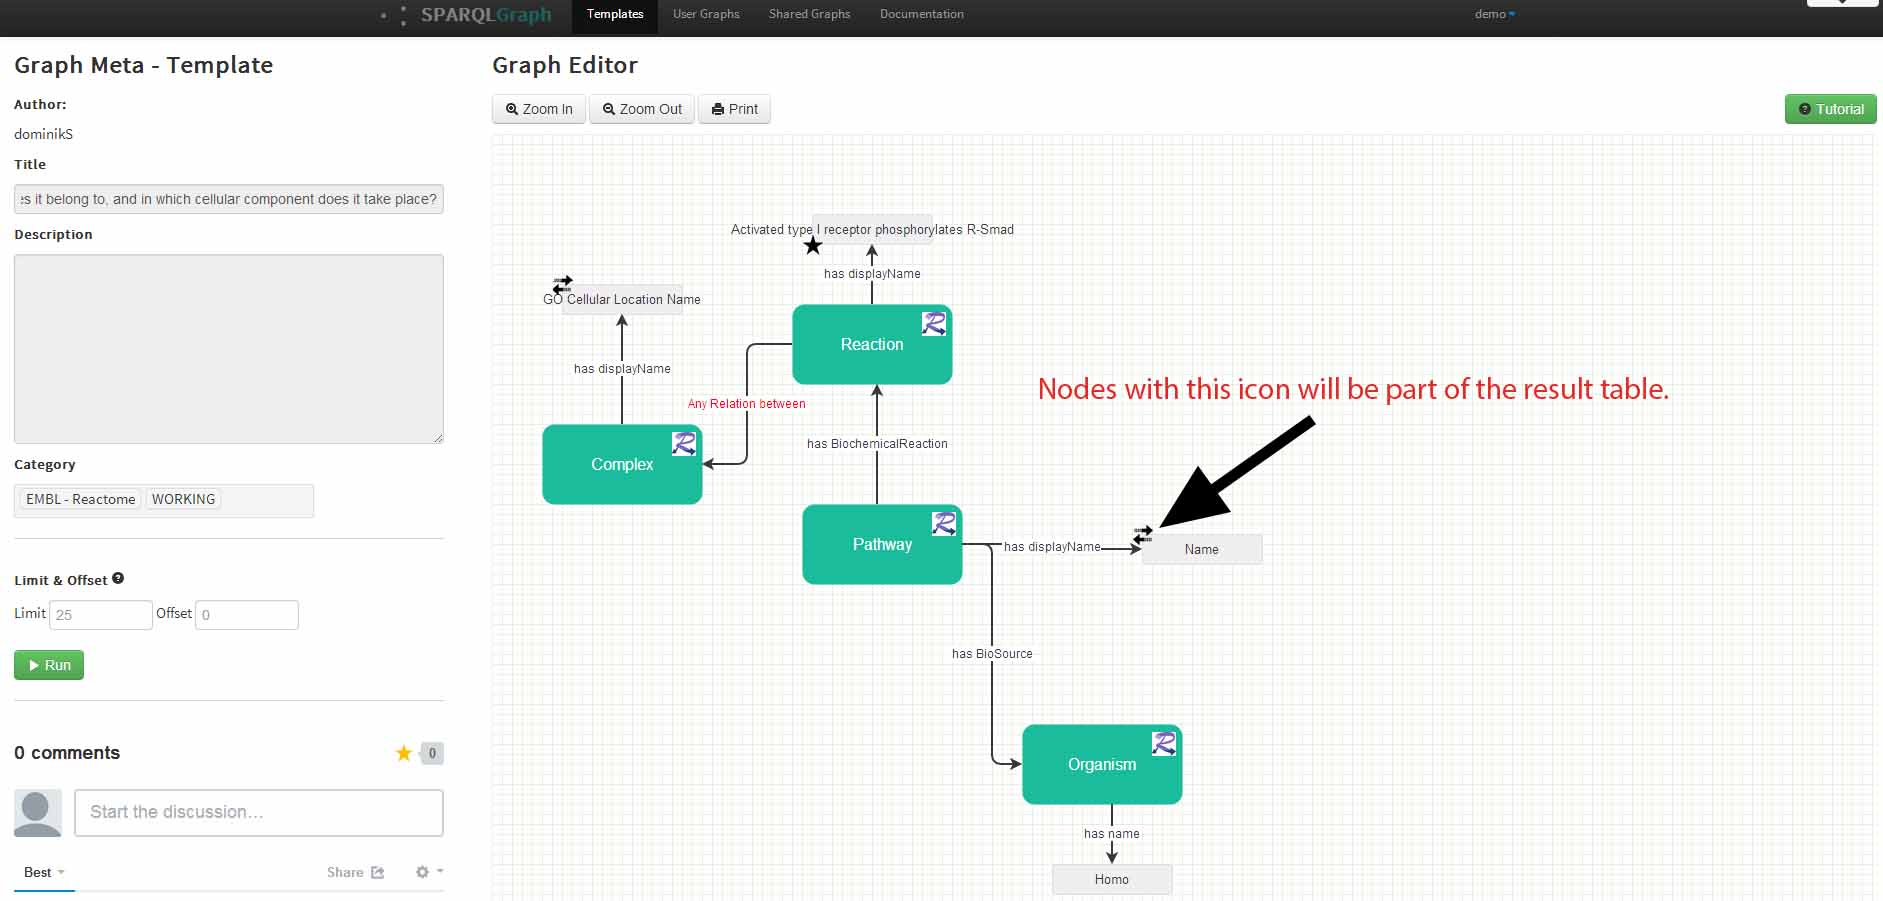 SPARQLGraph
Templates
User Graphs
Shared Graphs
Documentation
demo
Graph Meta - Template
Author:
dominikS
Title
s it belong to, and in which cellular component does it take place?
Description
Category
EMBL - Reactome
WORKING
Limit & Offset
Limit 25 Offset 0
Run
0 comments
0
Start the discussion...
Best
Share
Graph Editor
Zoom In
Zoom Out
Print
Tutorial
Activated type I receptor phosphorylates R-Smad
has displayName
GO Cellular Location Name
has displayName
Reaction
Any Relation between
Nodes with this icon will be part of the result table.
Complex
has BiochemicalReaction
Pathway
has displayName
Name
has BioSource
Organism
has name
Homo